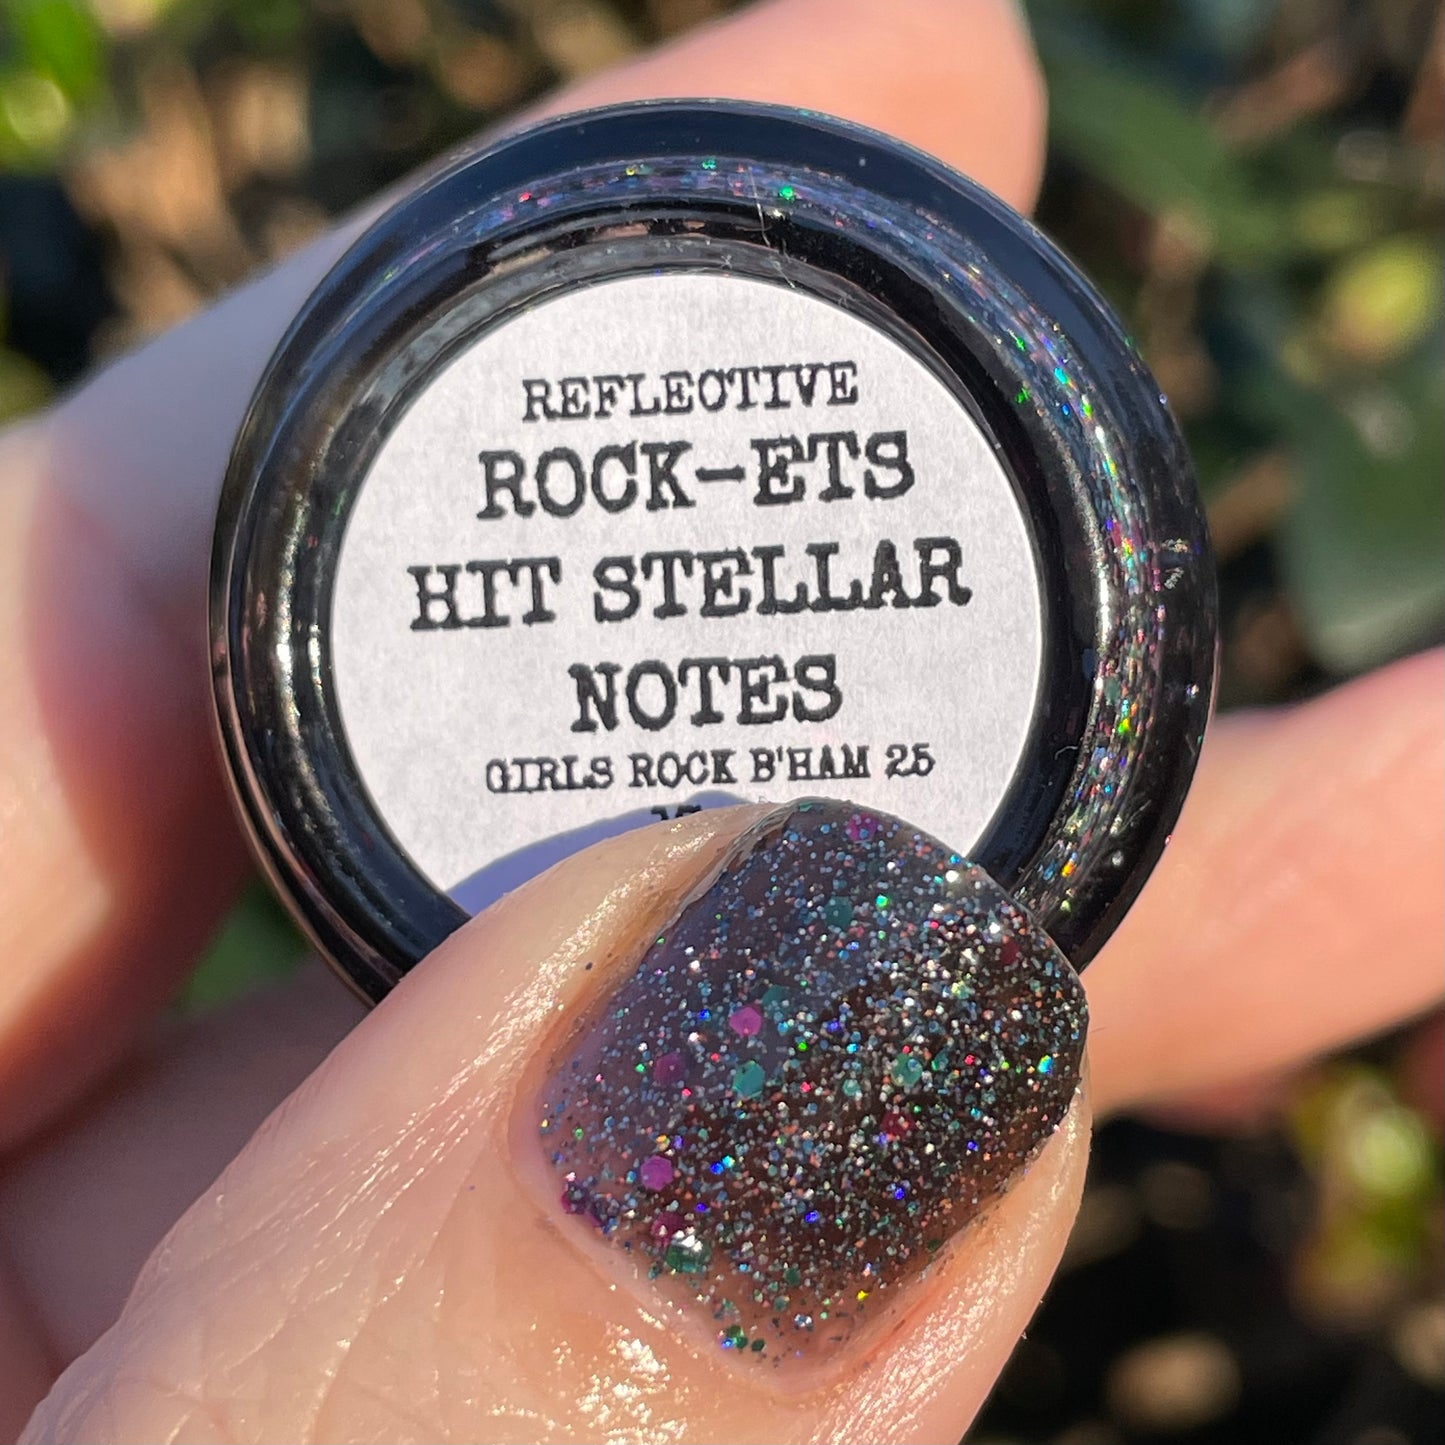 REFLECTIVE
ROCK-ETS
HIT STELLAR
NOTES
GIRLS ROCK B'HAM 25